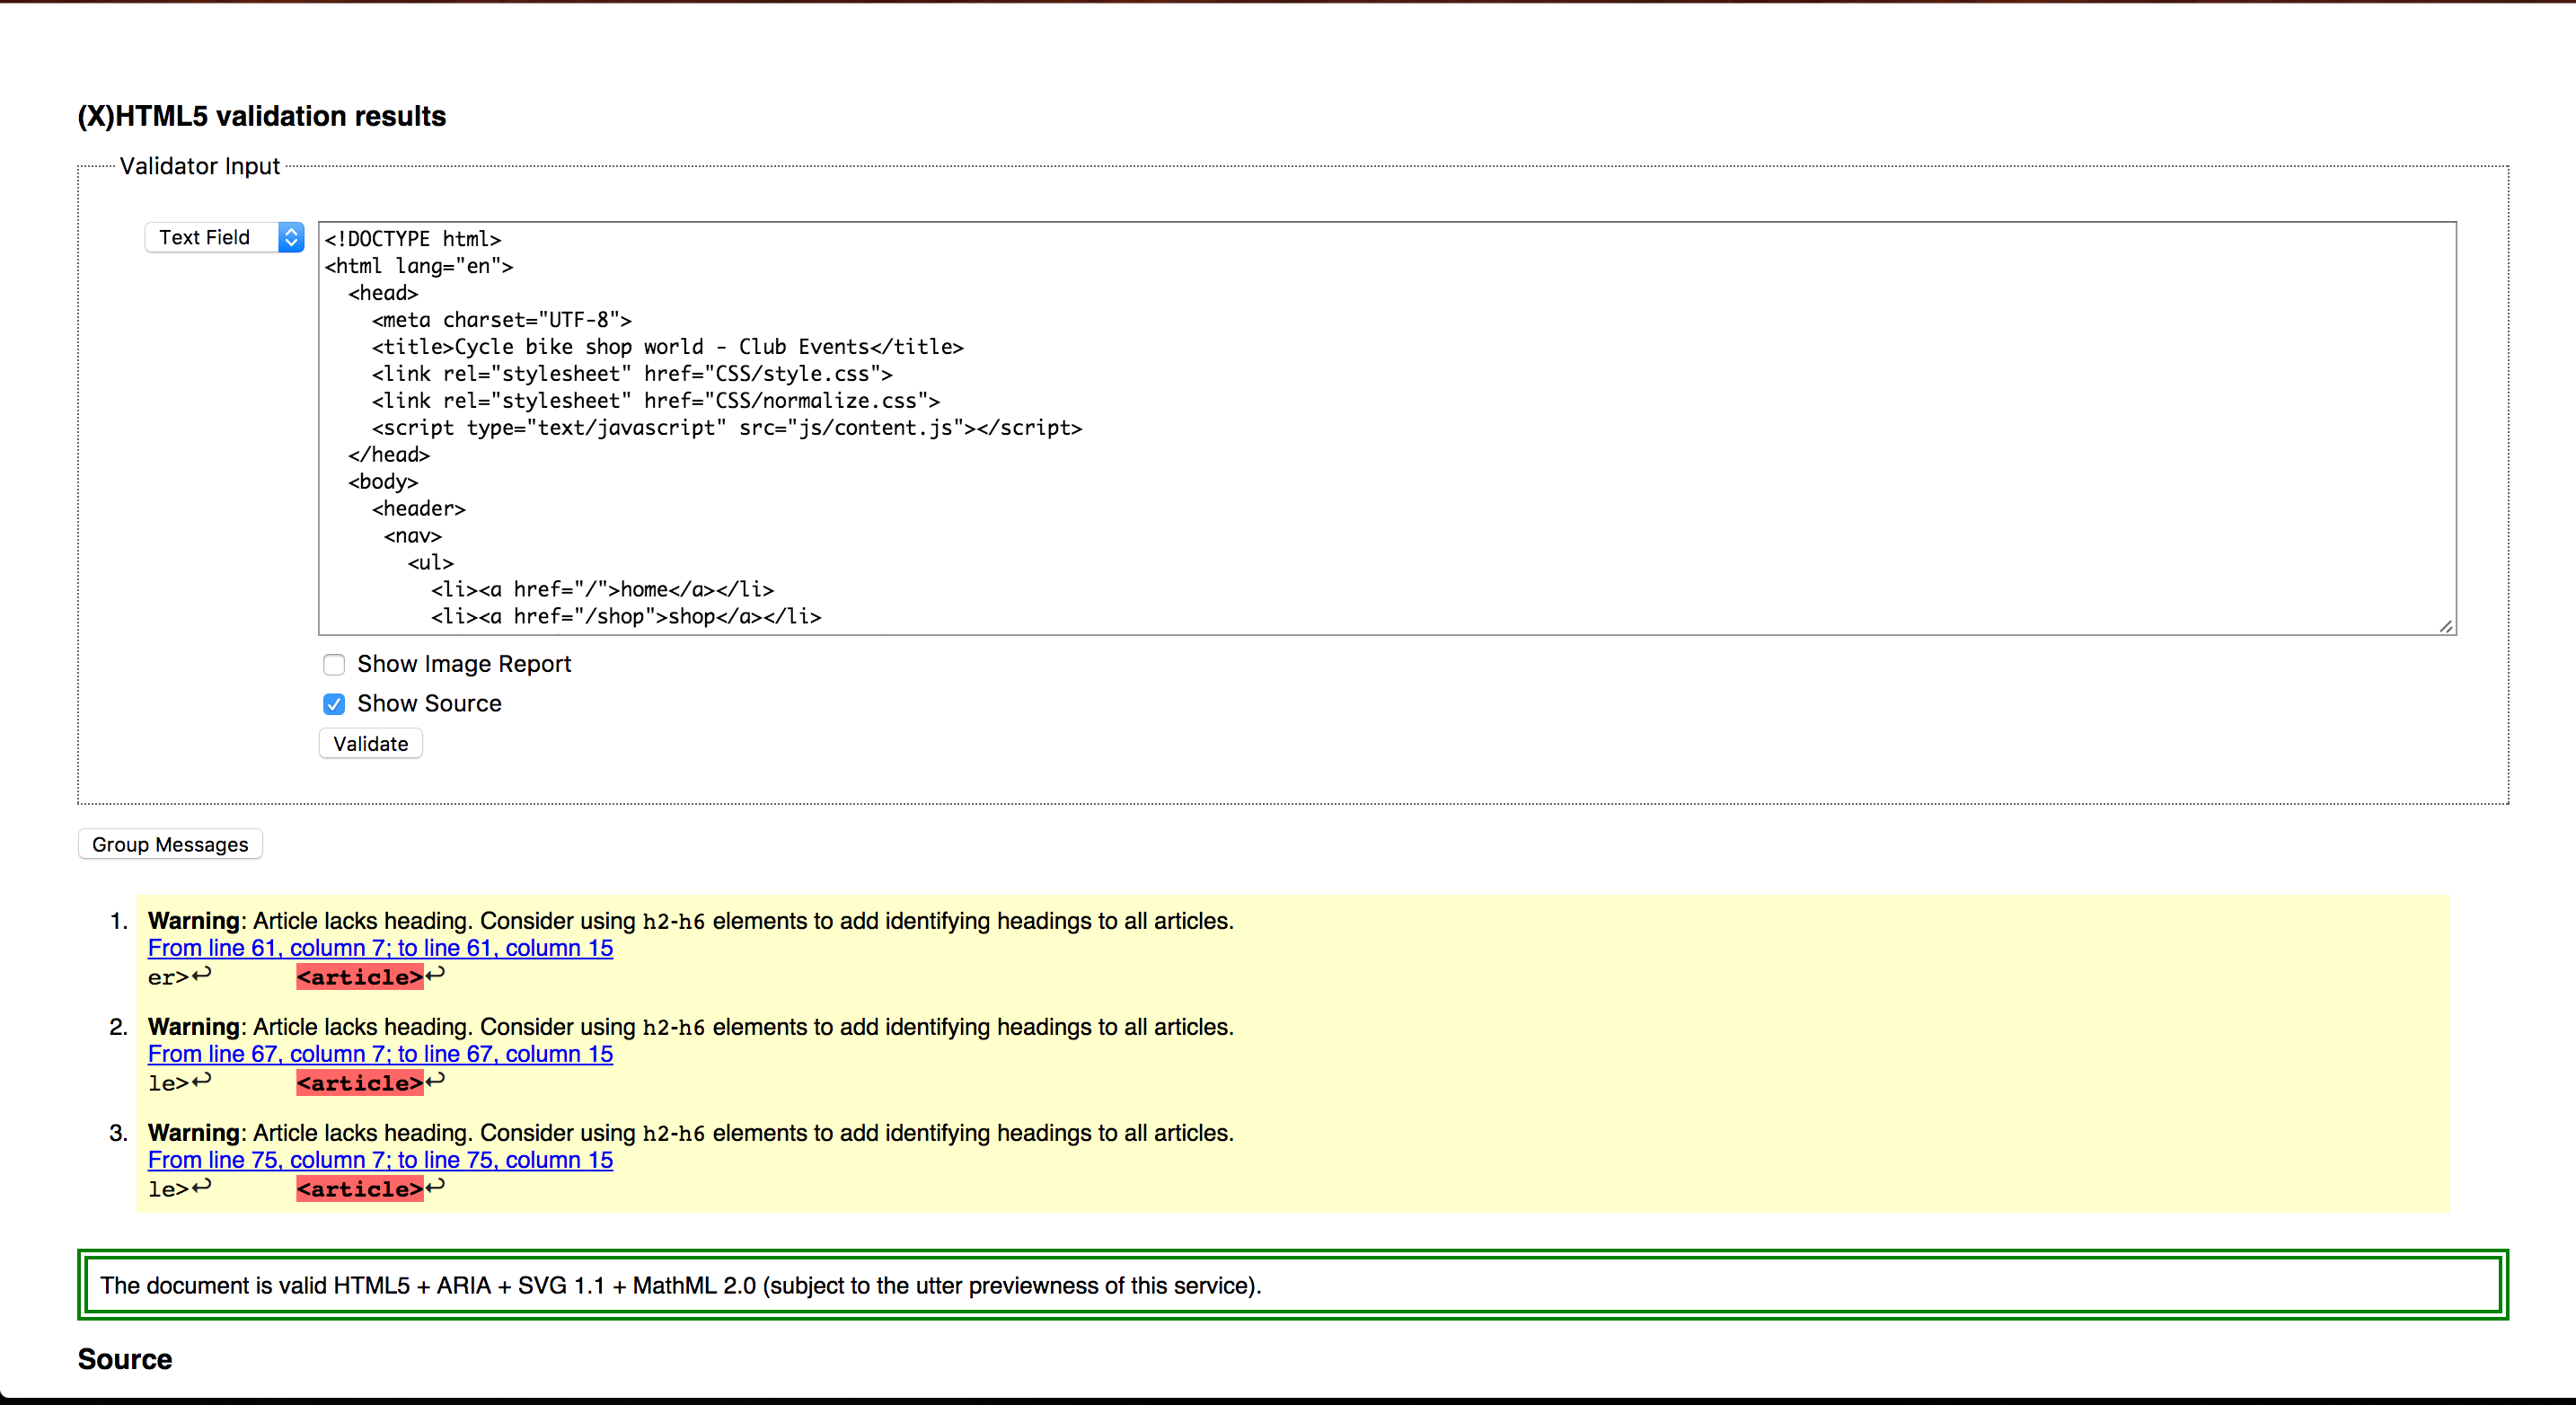 (X)HTML5 validation results
Validator Input
Text Field
<!DOCTYPE html>
<html lang="en">
  <head>
    <meta charset="UTF-8">
    <title>Cycle bike shop world - Club Events</title>
    <link rel="stylesheet" href="CSS/style.css">
    <link rel="stylesheet" href="CSS/normalize.css">
    <script type="text/javascript" src="js/content.js"></script>
  </head>
  <body>
    <header>
     <nav>
       <ul>
         <li><a href="/">home</a></li>
         <li><a href="/shop">shop</a></li>
Show Image Report
Show Source
Validate
Group Messages
1. Warning: Article lacks heading. Consider using h2-h6 elements to add identifying headings to all articles.
From line 61, column 7; to line 61, column 15
er>↩ <article>↩
2. Warning: Article lacks heading. Consider using h2-h6 elements to add identifying headings to all articles.
From line 67, column 7; to line 67, column 15
le>↩ <article>↩
3. Warning: Article lacks heading. Consider using h2-h6 elements to add identifying headings to all articles.
From line 75, column 7; to line 75, column 15
le>↩ <article>↩
The document is valid HTML5 + ARIA + SVG 1.1 + MathML 2.0 (subject to the utter previewness of this service).
Source